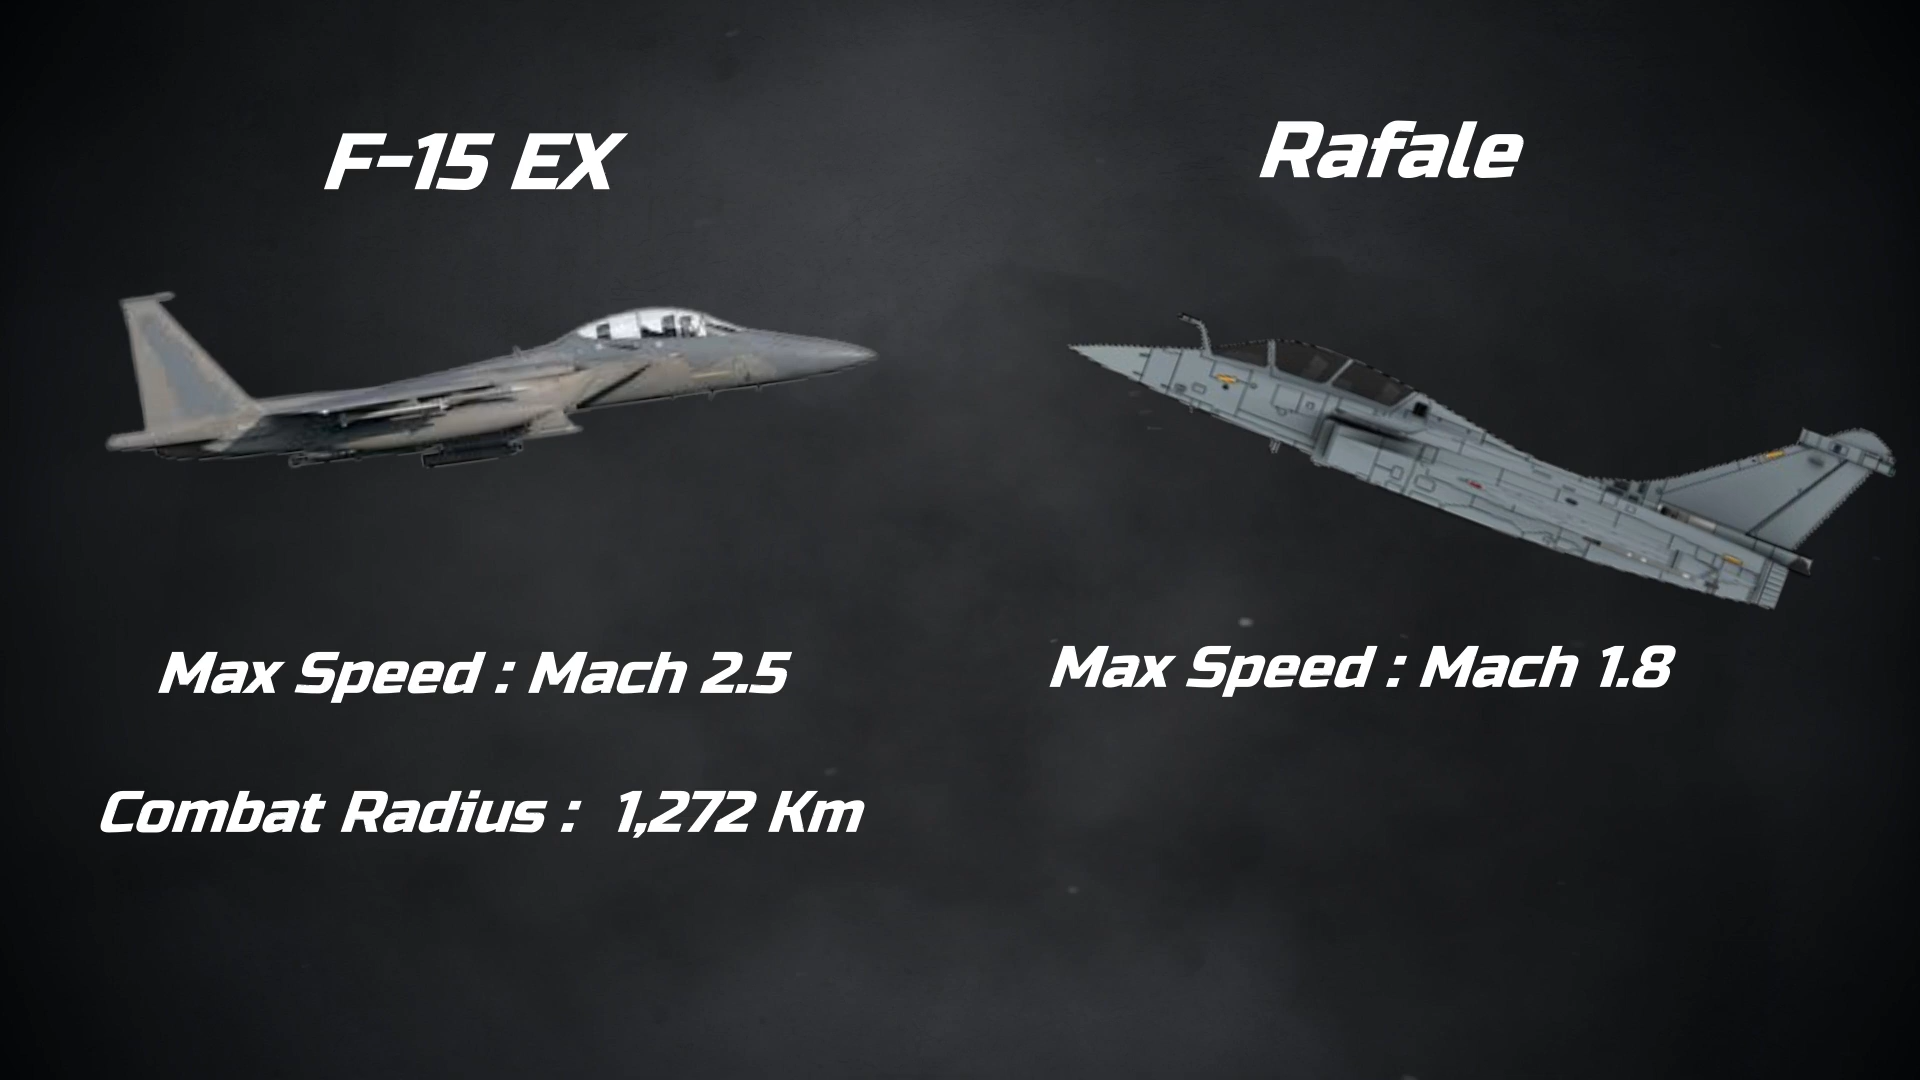 F-15 EX
Rafale
Max Speed : Mach 2.5
Max Speed : Mach 1.8
Combat Radius : 1,272 Km